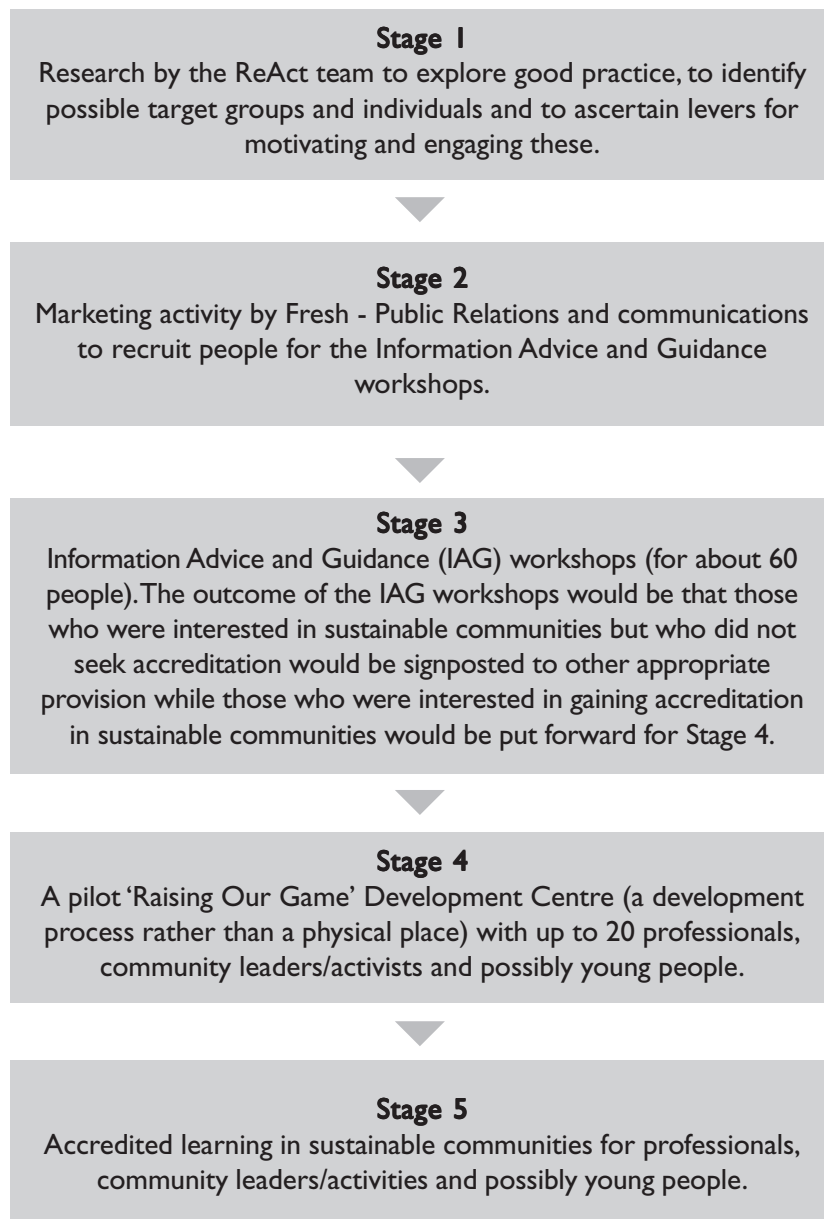 Stage 1
Research by the ReAct team to explore good practice, to identify
possible target groups and individuals and to ascertain levers for
motivating and engaging these.
Stage 2
Marketing activity by Fresh - Public Relations and communications
to recruit people for the Information Advice and Guidance
workshops.
Stage 3
Information Advice and Guidance (IAG) workshops (for about 60
people). The outcome of the IAG workshops would be that those
who were interested in sustainable communities but who did not
seek accreditation would be signposted to other appropriate
provision while those who were interested in gaining accreditation
in sustainable communities would be put forward for Stage 4.
Stage 4
A pilot ‘Raising Our Game’ Development Centre (a development
process rather than a physical place) with up to 20 professionals,
community leaders/activists and possibly young people.
Stage 5
Accredited learning in sustainable communities for professionals,
community leaders/activities and possibly young people.